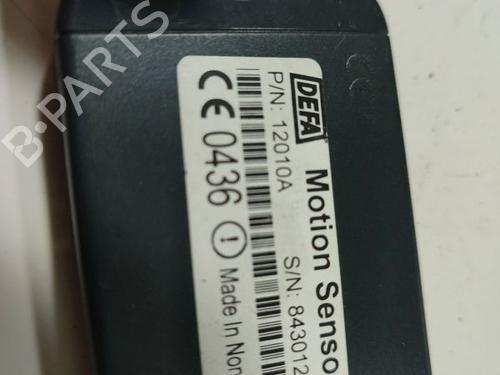 DEFA Motion Senso
P/N: 12010A S/N: 843012
CE 0436 Made In Nor
B-PARTS